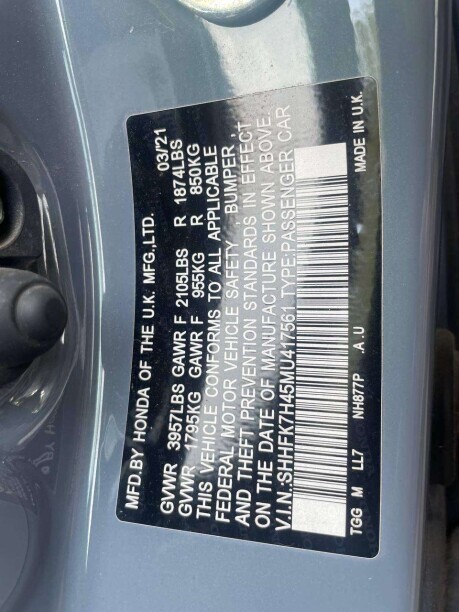 MFD.BY HONDA OF THE U.K. MFG.,LTD. 03/'21
GVWR 3957LBS GAWR F 2105LBS R 1874LBS
GVWR 1795KG GAWR F 955KG R 850KG
THIS VEHICLE CONFORMS TO ALL APPLICABLE
FEDERAL MOTOR VEHICLE SAFETY , BUMPER ,
AND THEFT PREVENTION STANDARDS IN EFFECT
ON THE DATE OF MANUFACTURE SHOWN ABOVE.
V.I.N.:SHHFK7H45MU417561 TYPE:PASSENGER CAR
TGG M LL7 NH877P .A.U MADE IN U.K.